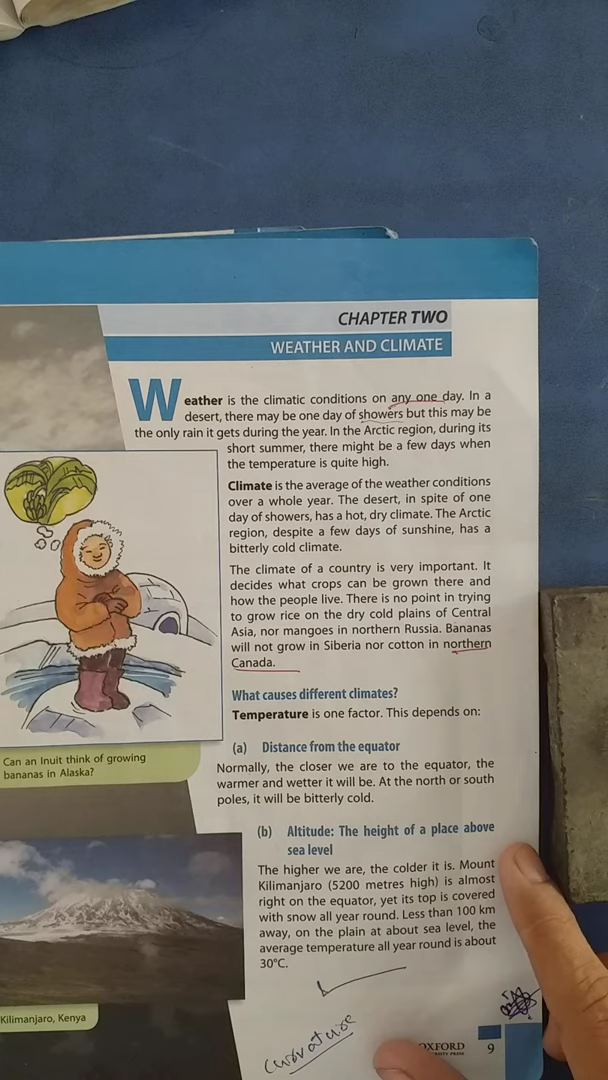 CHAPTER TWO
WEATHER AND CLIMATE
Weather is the climatic conditions on any one day. In a
desert, there may be one day of showers but this may be
the only rain it gets during the year. In the Arctic region, during its
short summer, there might be a few days when
the temperature is quite high.
Climate is the average of the weather conditions
over a whole year. The desert, in spite of one
day of showers, has a hot, dry climate. The Arctic
region, despite a few days of sunshine, has a
bitterly cold climate.
The climate of a country is very important. It
decides what crops can be grown there and
how the people live. There is no point in trying
to grow rice on the dry cold plains of Central
Asia, nor mangoes in northern Russia. Bananas
will not grow in Siberia nor cotton in northern
Canada.
Can an Inuit think of growing
bananas in Alaska?
What causes different climates?
Temperature is one factor. This depends on:
(a) Distance from the equator
Normally, the closer we are to the equator, the
warmer and wetter it will be. At the north or south
poles, it will be bitterly cold.
(b) Altitude: The height of a place above
sea level
The higher we are, the colder it is. Mount
Kilimanjaro (5200 metres high) is almost
right on the equator, yet its top is covered
with snow all year round. Less than 100 km
away, on the plain at about sea level, the
average temperature all year round is about
30°C.
Kilimanjaro, Kenya
curvature
OXFORD
9